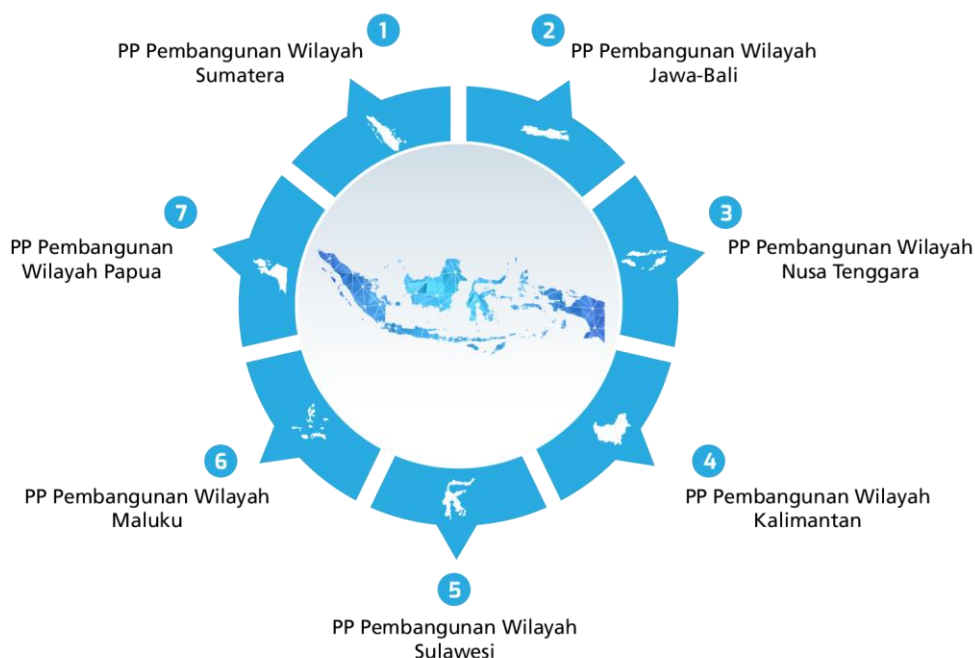 1
PP Pembangunan Wilayah
Sumatera
2
PP Pembangunan Wilayah
Jawa-Bali
3
PP Pembangunan Wilayah
Nusa Tenggara
4
PP Pembangunan Wilayah
Kalimantan
5
PP Pembangunan Wilayah
Sulawesi
6
PP Pembangunan Wilayah
Maluku
7
PP Pembangunan
Wilayah Papua